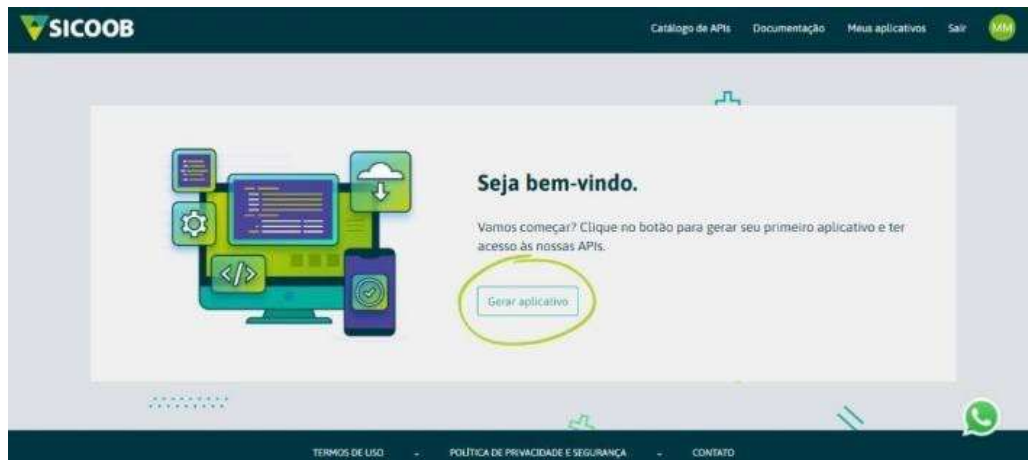 SICOOB
Catálogo de APIs Documentação Meus aplicativos Sair MM
Seja bem-vindo.
Vamos começar? Clique no botão para gerar seu primeiro aplicativo e ter
acesso às nossas APIs.
Gerar aplicativo
</>
TERMOS DE USO - POLÍTICA DE PRIVACIDADE E SEGURANÇA - CONTATO